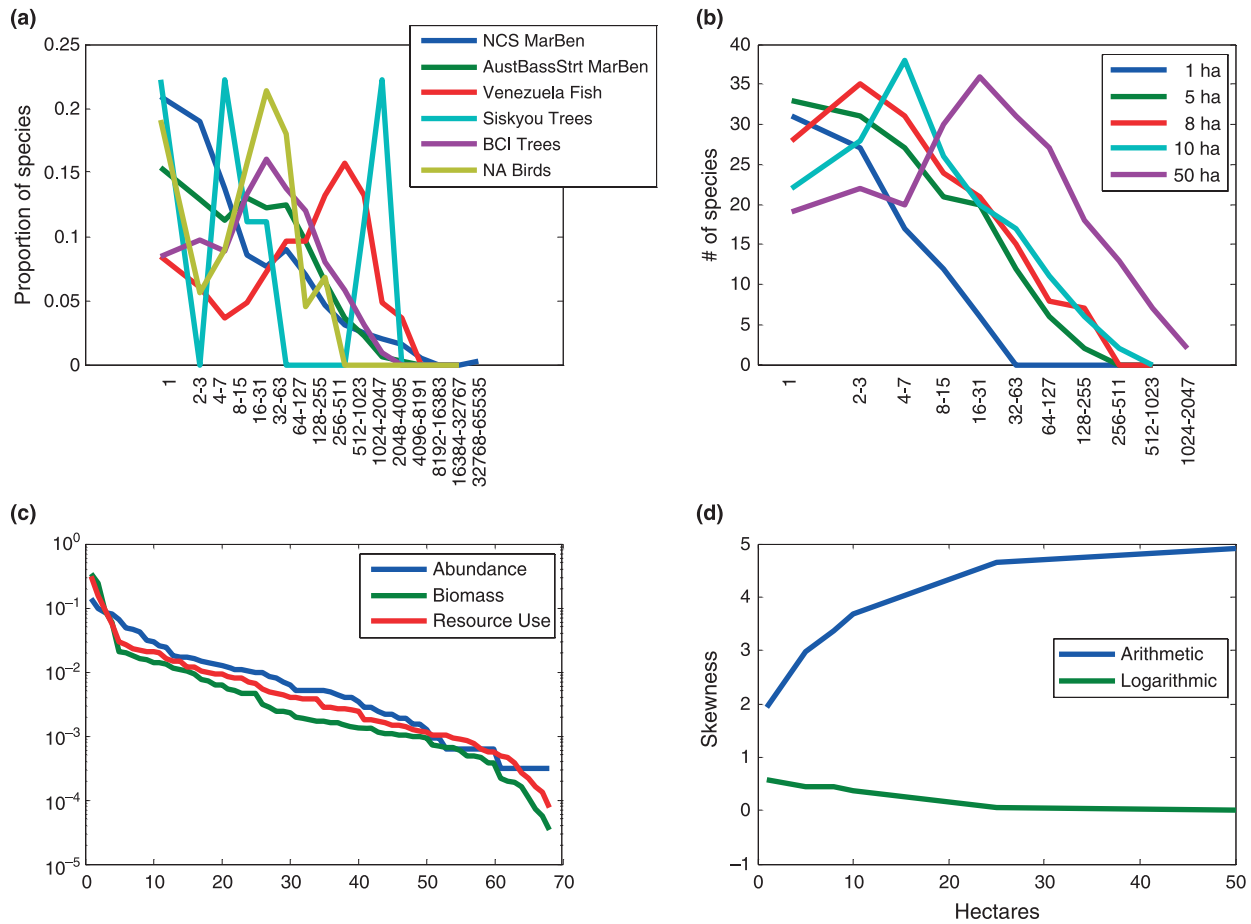 (a)
Proportion of species
0.25
0.2
0.15
0.1
0.05
0
NCS MarBen
AustBassStrt MarBen
Venezuela Fish
Siskyou Trees
BCI Trees
NA Birds
1
2-3
4-7
8-15
16-31
32-63
64-127
128-255
256-511
512-1023
1024-2047
2048-4095
4096-8191
8192-16383
16384-32767
32768-65535
(b)
# of species
40
35
30
25
20
15
10
5
0
1 ha
5 ha
8 ha
10 ha
50 ha
1
2-3
4-7
8-15
16-31
32-63
64-127
128-255
256-511
512-1023
1024-2047
(c)
10⁰
10⁻¹
10⁻²
10⁻³
10⁻⁴
10⁻⁵
Abundance
Biomass
Resource Use
0 10 20 30 40 50 60 70
(d)
Skewness
5
4
3
2
1
0
–1
Arithmetic
Logarithmic
0 10 20 30 40 50
Hectares